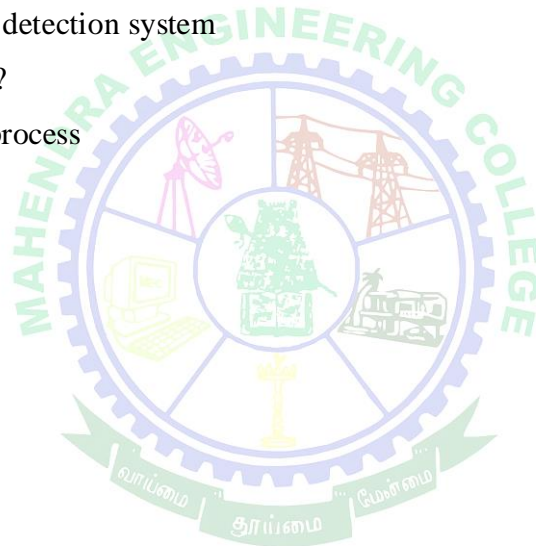 detection system
?
process
MAHENDRA ENGINEERING COLLEGE
வாய்மை
தூய்மை
மேன்மை